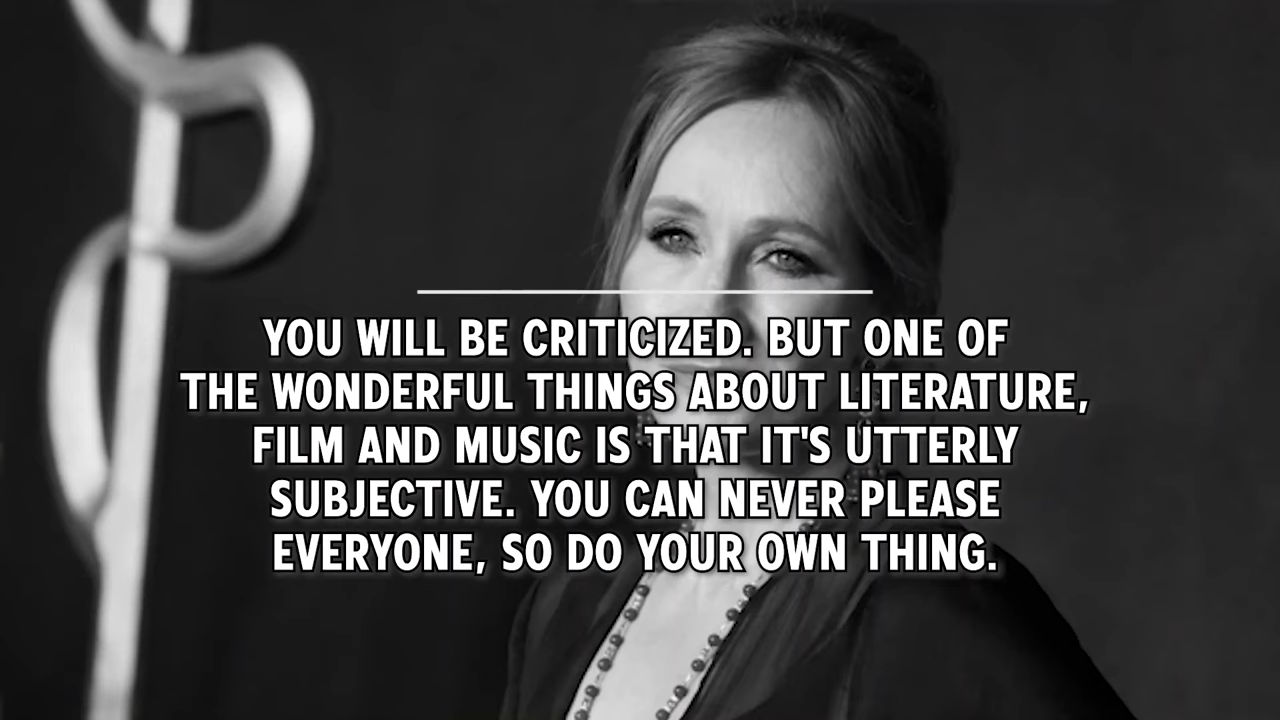 YOU WILL BE CRITICIZED. BUT ONE OF
THE WONDERFUL THINGS ABOUT LITERATURE,
FILM AND MUSIC IS THAT IT'S UTTERLY
SUBJECTIVE. YOU CAN NEVER PLEASE
EVERYONE, SO DO YOUR OWN THING.